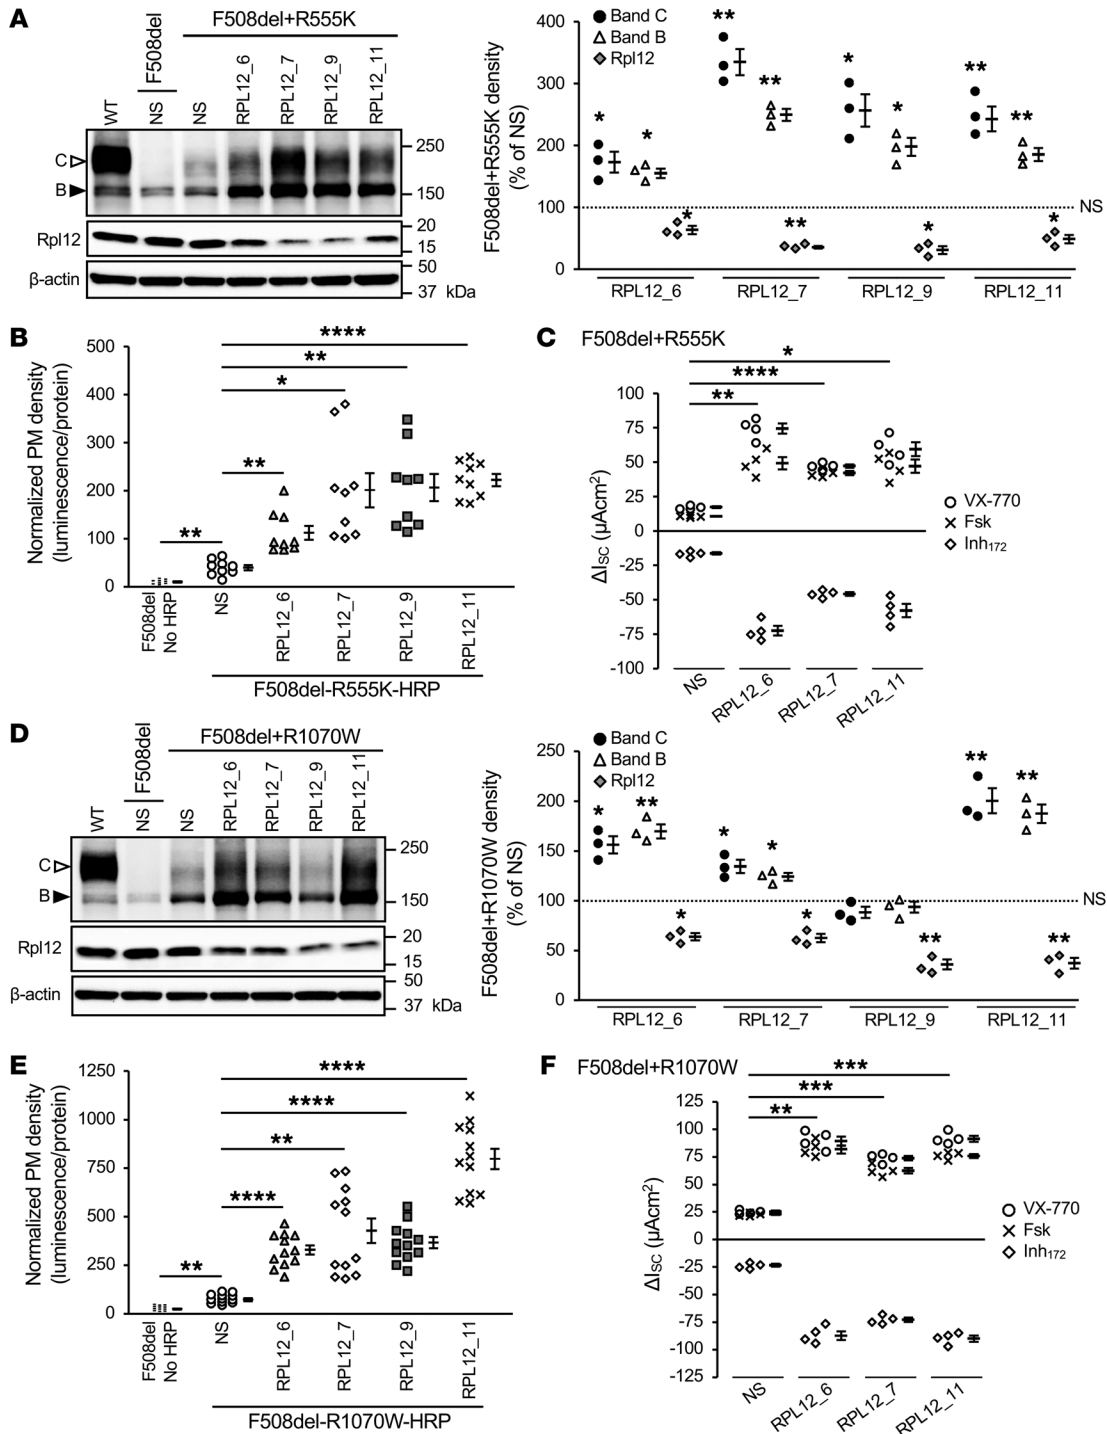 A
F508del+R555K
F508del
WT
NS
NS
RPL12_6
RPL12_7
RPL12_9
RPL12_11
C
B
250
150
Rpl12
20
15
β-actin
50
37 kDa
F508del+R555K density
(% of NS)
400
300
200
100
0
Band C
Band B
Rpl12
* * *
** ** **
* * *
** ** *
NS
RPL12_6
RPL12_7
RPL12_9
RPL12_11
B
Normalized PM density
(luminescence/protein)
500
400
300
200
100
0
****
**
*
**
**
F508del
No HRP
NS
RPL12_6
RPL12_7
RPL12_9
RPL12_11
F508del-R555K-HRP
C
F508del+R555K
ΔISC (µAcm2)
100
75
50
25
0
-25
-50
-75
-100
*
****
**
VX-770
Fsk
Inh172
NS
RPL12_6
RPL12_7
RPL12_11
D
F508del+R1070W
F508del
WT
NS
NS
RPL12_6
RPL12_7
RPL12_9
RPL12_11
C
B
250
150
Rpl12
20
15
β-actin
50
37 kDa
F508del+R1070W density
(% of NS)
250
200
150
100
50
0
Band C
Band B
Rpl12
* ** *
* * *
**
** ** **
NS
RPL12_6
RPL12_7
RPL12_9
RPL12_11
E
Normalized PM density
(luminescence/protein)
1250
1000
750
500
250
0
****
****
**
****
**
F508del
No HRP
NS
RPL12_6
RPL12_7
RPL12_9
RPL12_11
F508del-R1070W-HRP
F
F508del+R1070W
ΔISC (µAcm2)
125
100
75
50
25
0
-25
-50
-75
-100
-125
***
***
**
VX-770
Fsk
Inh172
NS
RPL12_6
RPL12_7
RPL12_11